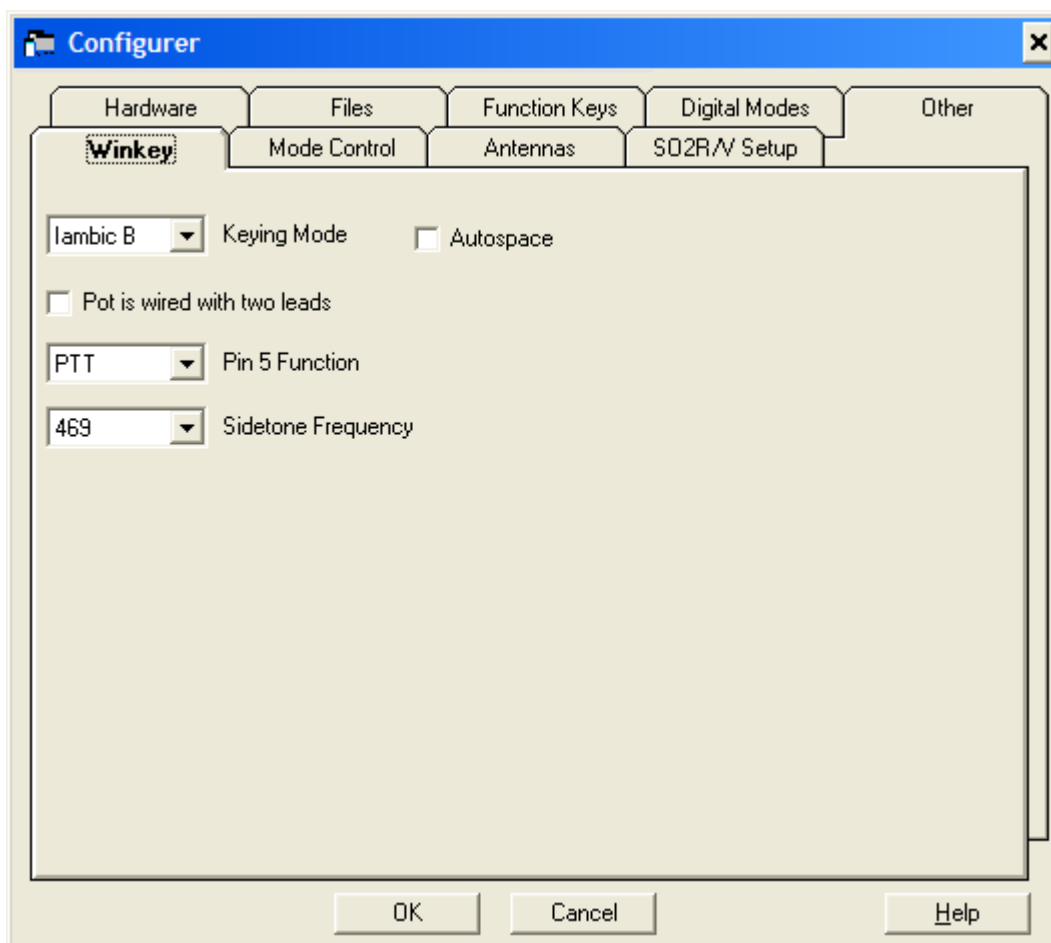 Configurer
Hardware Files Function Keys Digital Modes Other
Winkey Mode Control Antennas SO2R/V Setup
Iambic B Keying Mode Autospace
Pot is wired with two leads
PTT Pin 5 Function
469 Sidetone Frequency
OK Cancel Help